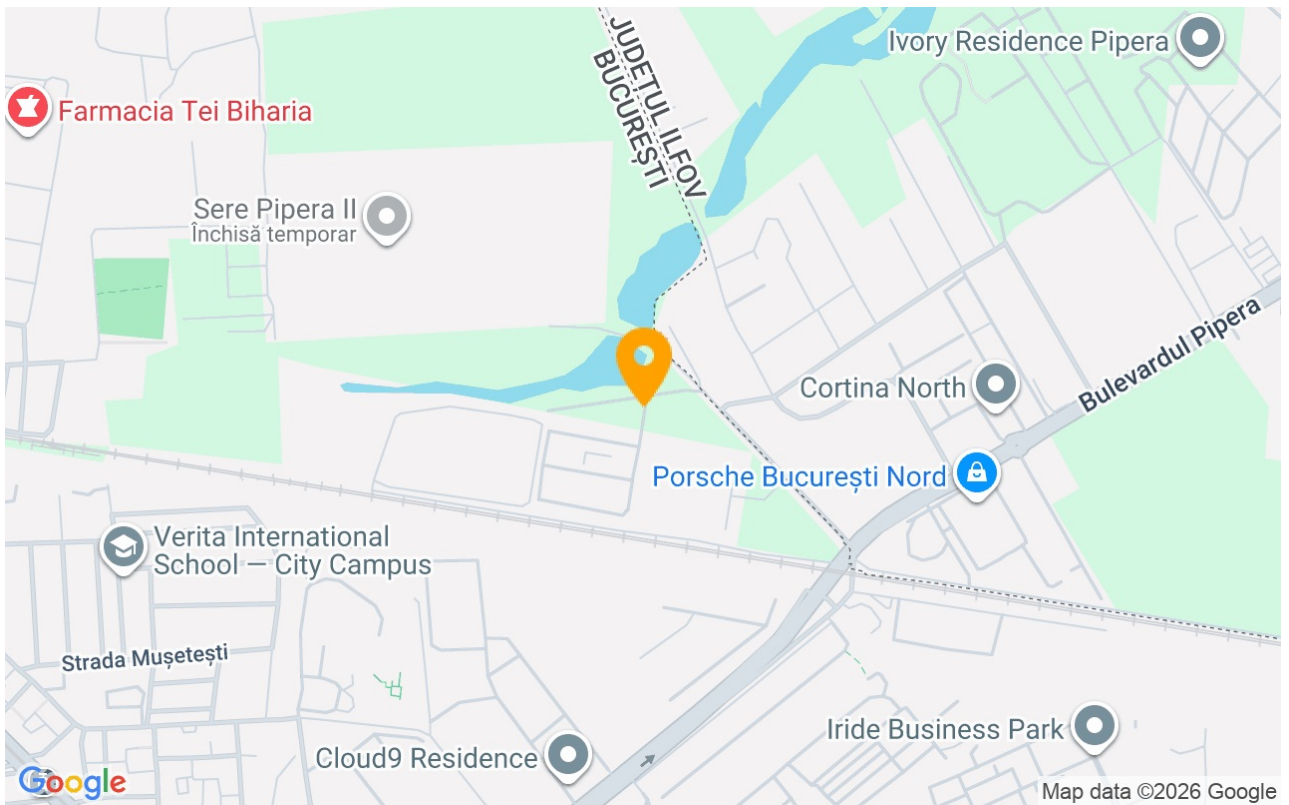 Ivory Residence Pipera
JUDEȚUL ILFOV
BUCUREȘTI
Farmacia Tei Biharia
Sere Pipera II
Închisă temporar
Bulevardul Pipera
Cortina North
Porsche București Nord
Verita International
School — City Campus
Strada Mușetești
Iride Business Park
Cloud9 Residence
Google
Map data ©2026 Google